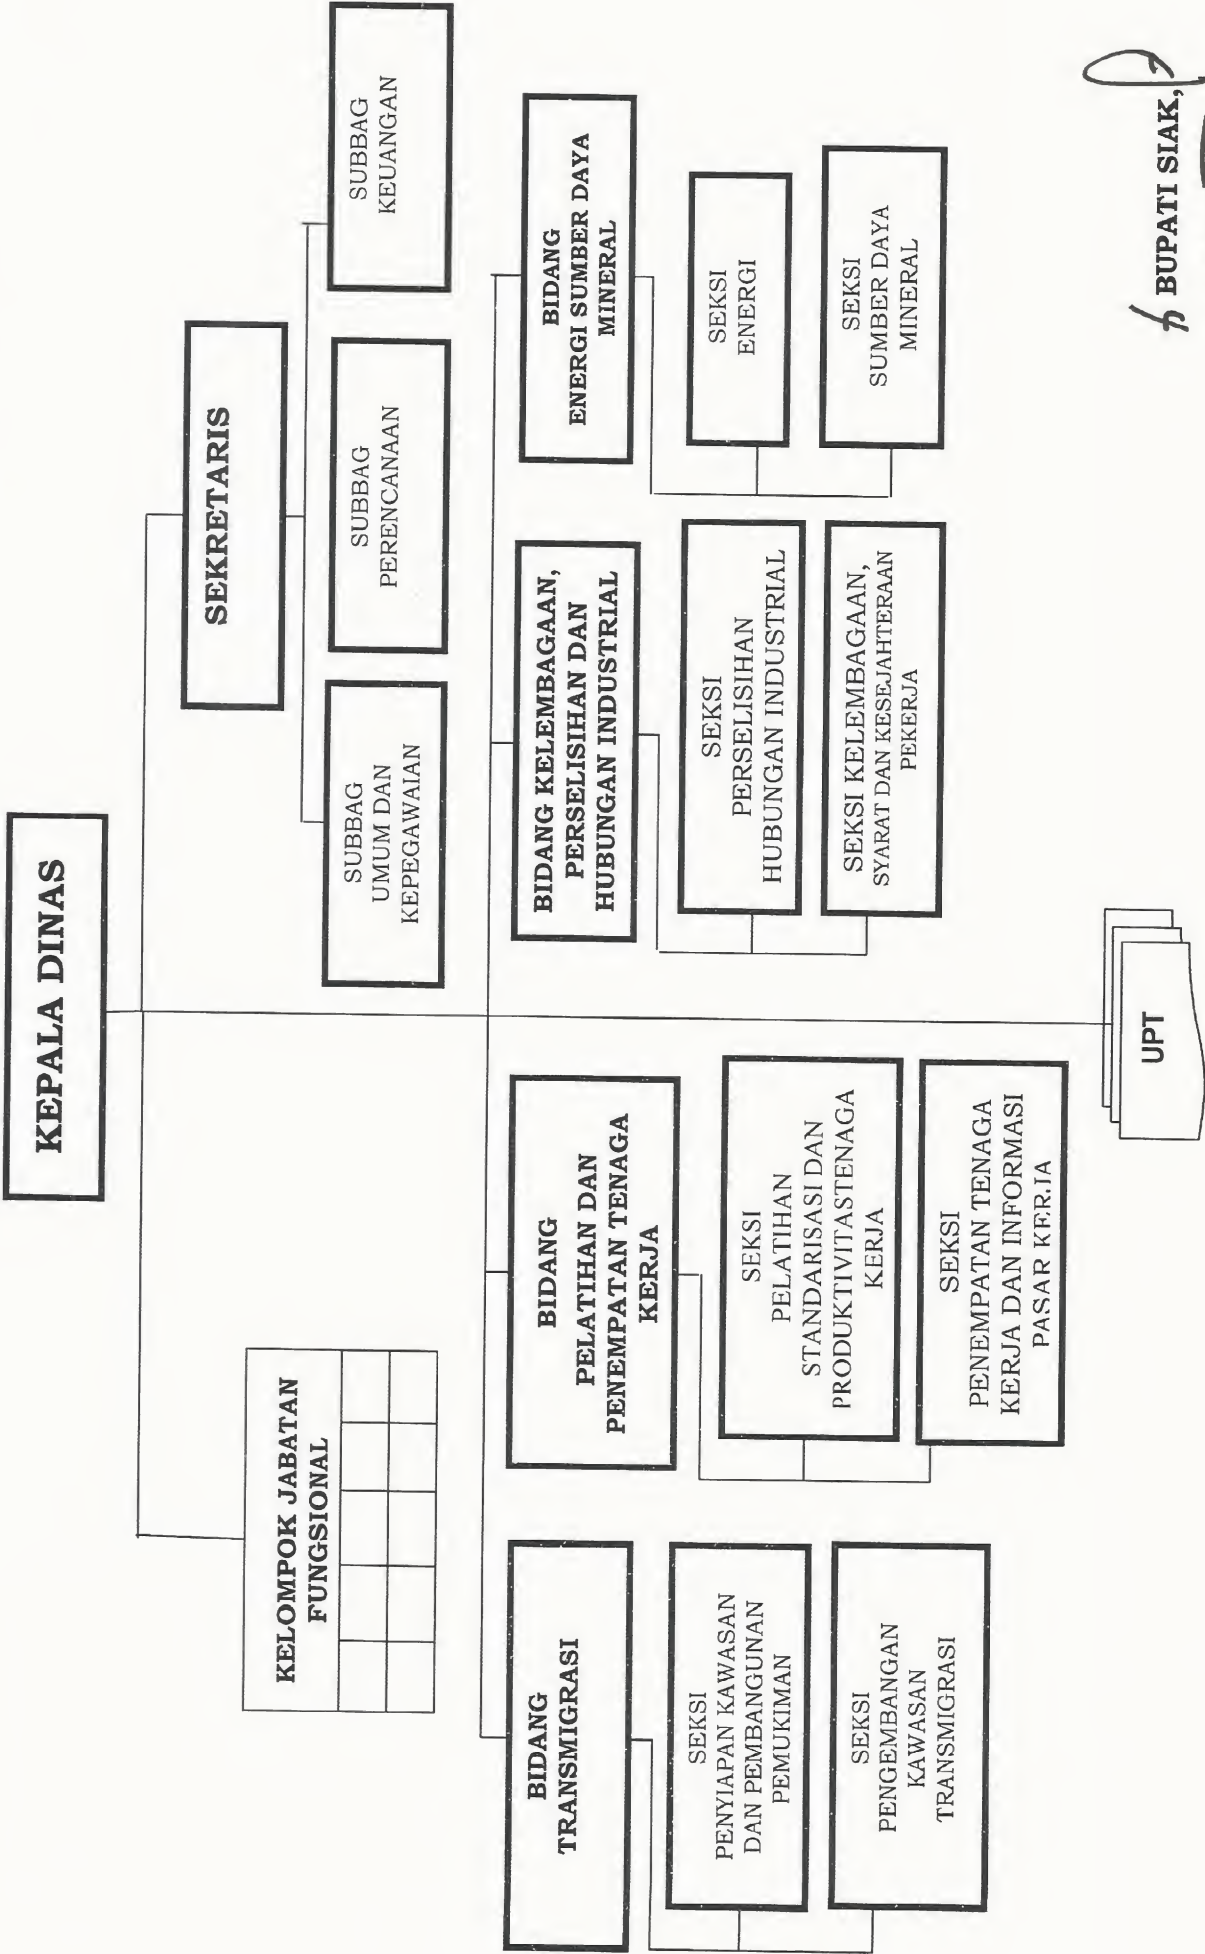 KEPALA DINAS
SEKRETARIS
KELOMPOK JABATAN
FUNGSIONAL
SUBBAG
UMUM DAN
KEPEGAWAIAN
SUBBAG
PERENCANAAN
SUBBAG
KEUANGAN
BIDANG
TRANSMIGRASI
BIDANG
PELATIHAN DAN
PENEMPATAN TENAGA
KERJA
BIDANG KELEMBAGAAN,
PERSELISIHAN DAN
HUBUNGAN INDUSTRIAL
BIDANG
ENERGI SUMBER DAYA
MINERAL
SEKSI
PENYIAPAN KAWASAN
DAN PEMBANGUNAN
PEMUKIMAN
SEKSI
PENGEMBANGAN
KAWASAN
TRANSMIGRASI
SEKSI
PELATIHAN
STANDARISASI DAN
PRODUKTIVITASTENAGA
KERJA
SEKSI
PENEMPATAN TENAGA
KERJA DAN INFORMASI
PASAR KERJA
SEKSI
PERSELISIHAN
HUBUNGAN INDUSTRIAL
SEKSI KELEMBAGAAN,
SYARAT DAN KESEJAHTERAAN
PEKERJA
SEKSI
ENERGI
SEKSI
SUMBER DAYA
MINERAL
UPT
BUPATI SIAK,